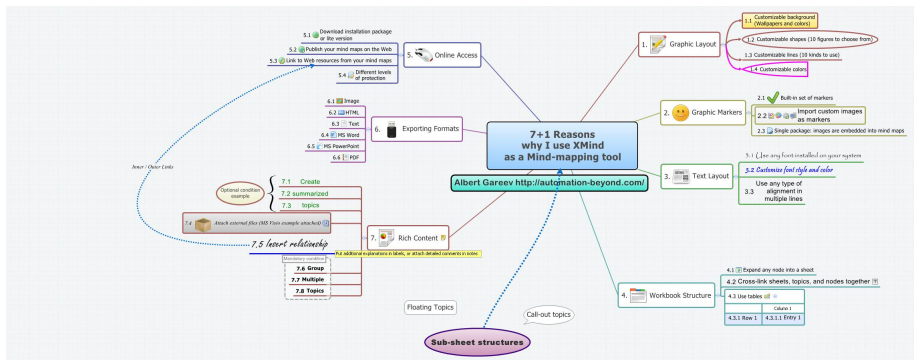 7+1 Reasons
why I use XMind
as a Mind-mapping tool
Albert Gareev http://automation-beyond.com/
1. Graphic Layout
1.1 Customizable background
(Wallpapers and color)
1.2 Customizable shapes (10 figures to choose from)
1.3 Customizable lines (10 kinds to use)
1.4 Customizable colors
2. Graphic Markers
2.1 Built-in set of markers
2.2 Import custom images
as markers
2.3 Single package: images are embedded into mind maps
3. Text Layout
3.1 Use any font installed on your system
3.2 Customize font style and color
3.3 Use any type of
alignment in
multiple lines
4. Workbook Structure
4.1 Expand any node into a sheet
4.2 Cross-link sheets, topics, and nodes together
4.3 Use tables
Column 1
4.3.1 Row 1 4.3.1.1 Entry 1
5. Online Access
5.1 Download installation package
or lite version
5.2 Publish your mind maps on the Web
5.3 Link to Web resources from your mind maps
5.4 Different levels
of protection
6. Exporting Formats
6.1 Image
6.2 HTML
6.3 Text
6.4 MS Word
6.5 MS PowerPoint
6.6 PDF
7. Rich Content
Put additional explanations in labels, or attach detailed comments in notes
7.1 Create
7.2 summarized
7.3 topics
Optional condition
example
7.4 Attach external files (MS Visio example attached)
7.5 Insert relationship
Mandatory condition
7.6 Group
7.7 Multiple
7.8 Topics
Inner / Outer Links
Floating Topics
Call-out topics
Sub-sheet structures